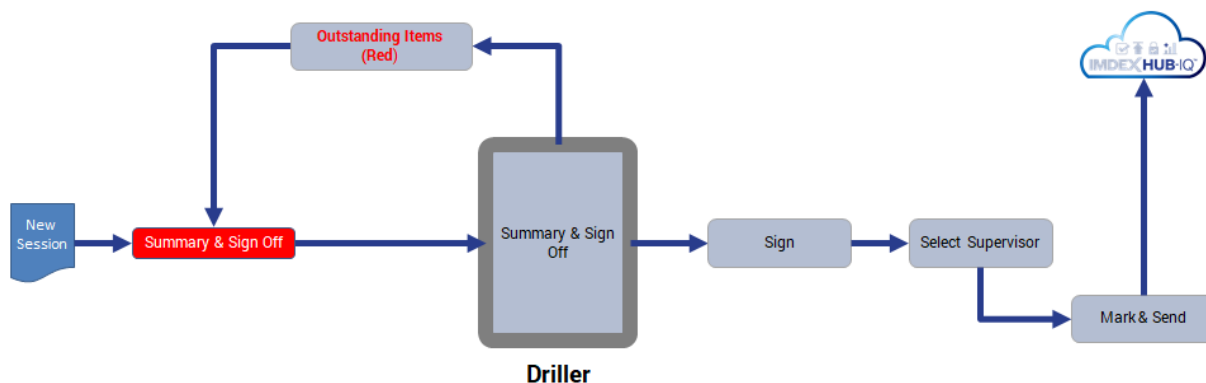 Outstanding Items
(Red)
IMDEX HUB-IQ™
New
Session
Summary & Sign Off
Summary & Sign
Off
Sign
Select Supervisor
Mark & Send
Driller